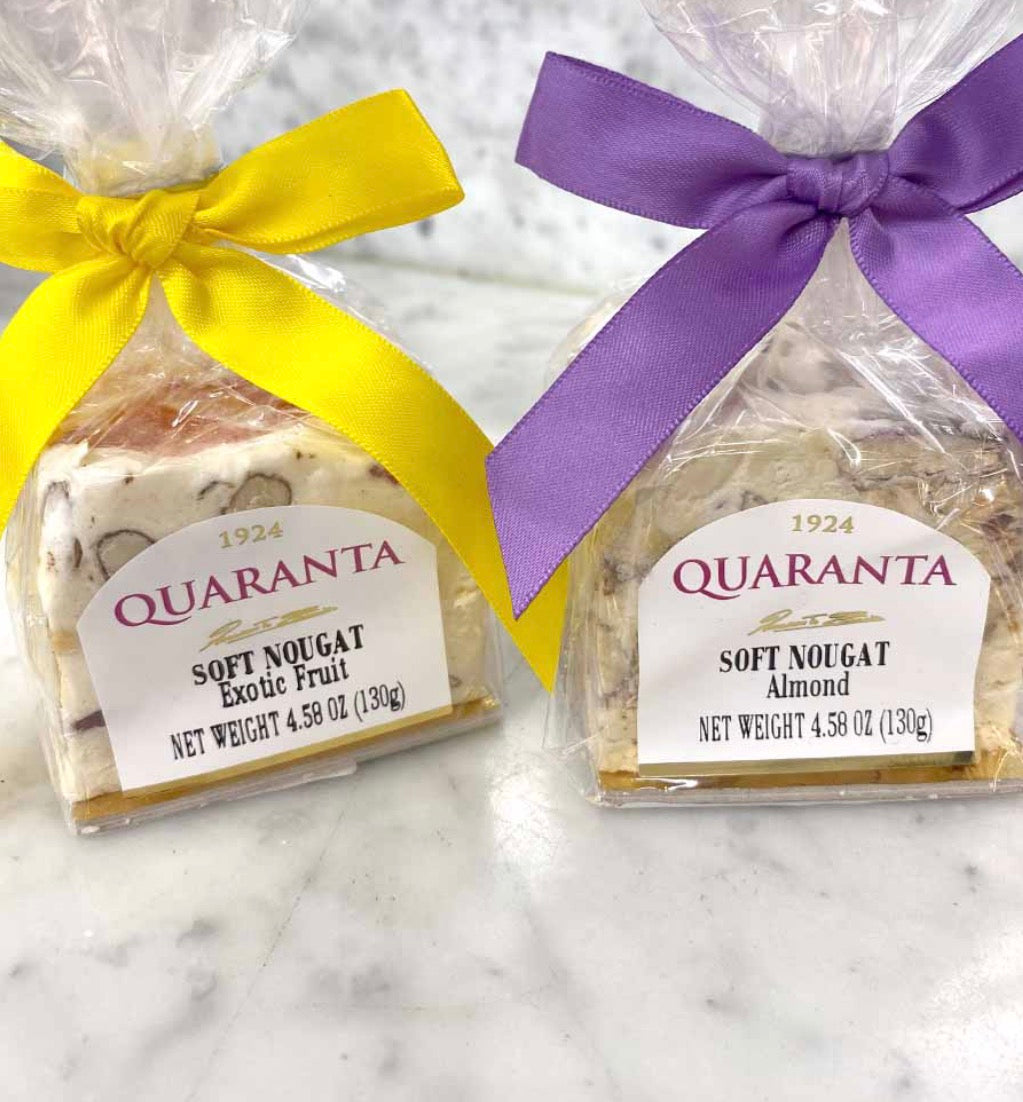 1924
QUARANTA
SOFT NOUGAT
Exotic Fruit
NET WEIGHT 4.58 OZ (130g)
1924
QUARANTA
SOFT NOUGAT
Almond
NET WEIGHT 4.58 OZ (130g)